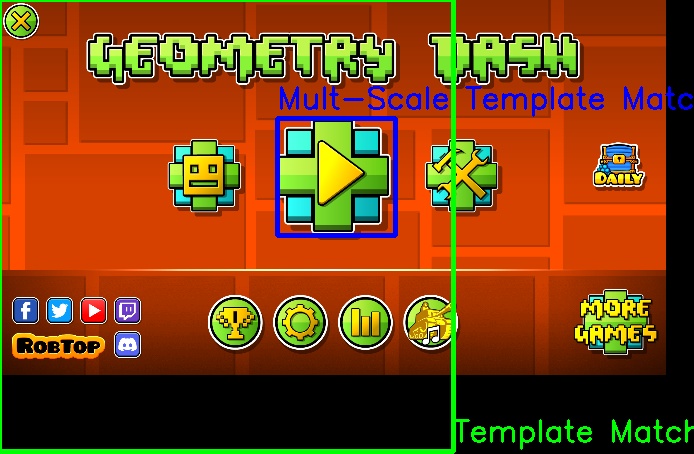 GEOMETRY DASH
Mult-Scale Template Matc
DAILY
MORE
GAMES
ROBTOP
Template Match